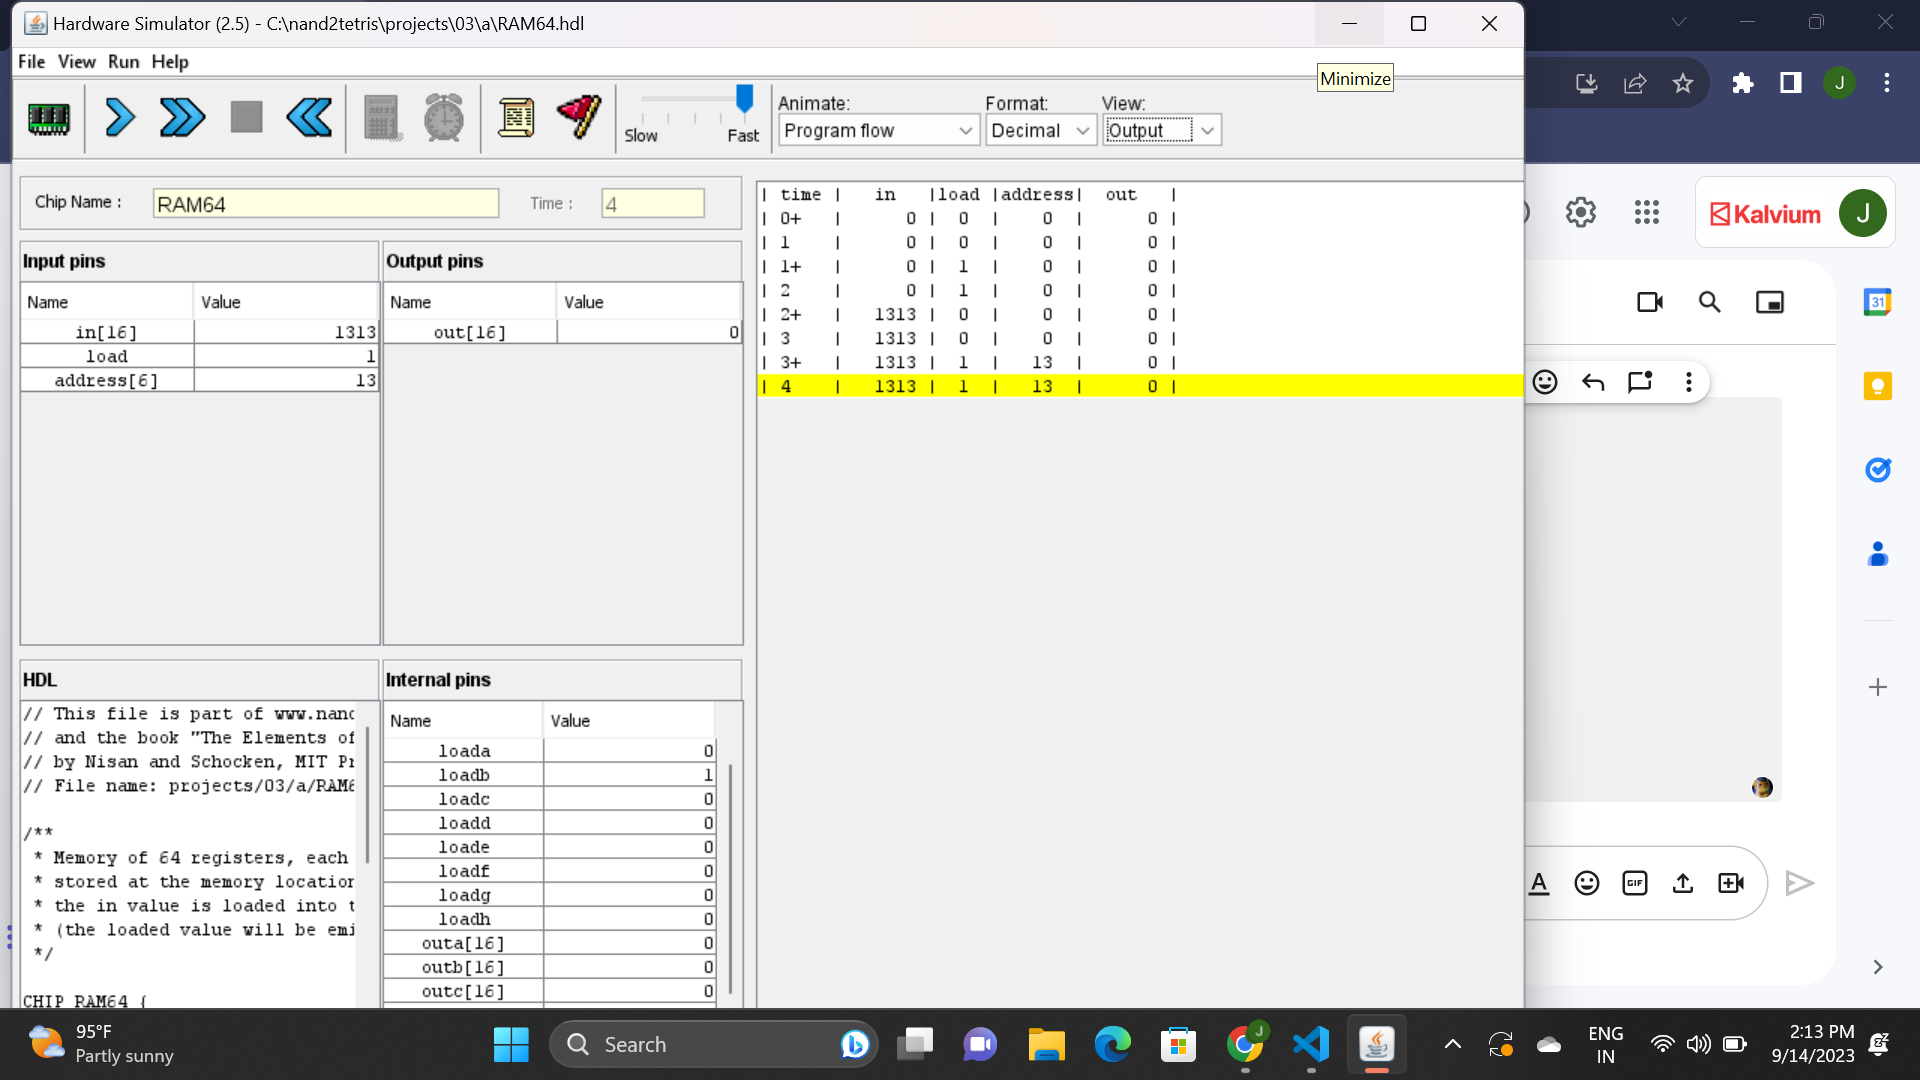 Hardware Simulator (2.5) - C:\nand2tetris\projects\03\a\RAM64.hdl
File View Run Help
Minimize
Animate: Format: View:
Slow Fast Program flow Decimal Output
Chip Name : RAM64 Time : 4
Input pins Output pins
Name Value Name Value
in[16] 1313 out[16] 0
load 1
address[6] 13
| time | in |load |address| out |
| 0+ | 0 | 0 | 0 | 0 |
| 1 | 0 | 0 | 0 | 0 |
| 1+ | 0 | 1 | 0 | 0 |
| 2 | 0 | 1 | 0 | 0 |
| 2+ | 1313 | 0 | 0 | 0 |
| 3 | 1313 | 0 | 0 | 0 |
| 3+ | 1313 | 1 | 13 | 0 |
| 4 | 1313 | 1 | 13 | 0 |
HDL
// This file is part of www.nand
// and the book "The Elements of
// by Nisan and Schocken, MIT Pr
// File name: projects/03/a/RAM6
/**
* Memory of 64 registers, each
* stored at the memory location
* the in value is loaded into t
* (the loaded value will be emi
*/
CHIP RAM64 {
Internal pins
Name Value
loada 0
loadb 1
loadc 0
loadd 0
loade 0
loadf 0
loadg 0
loadh 0
outa[16] 0
outb[16] 0
outc[16] 0
J
Kalvium J
31
A GIF
95°F
Partly sunny
Search
J
ENG
IN
2:13 PM
9/14/2023